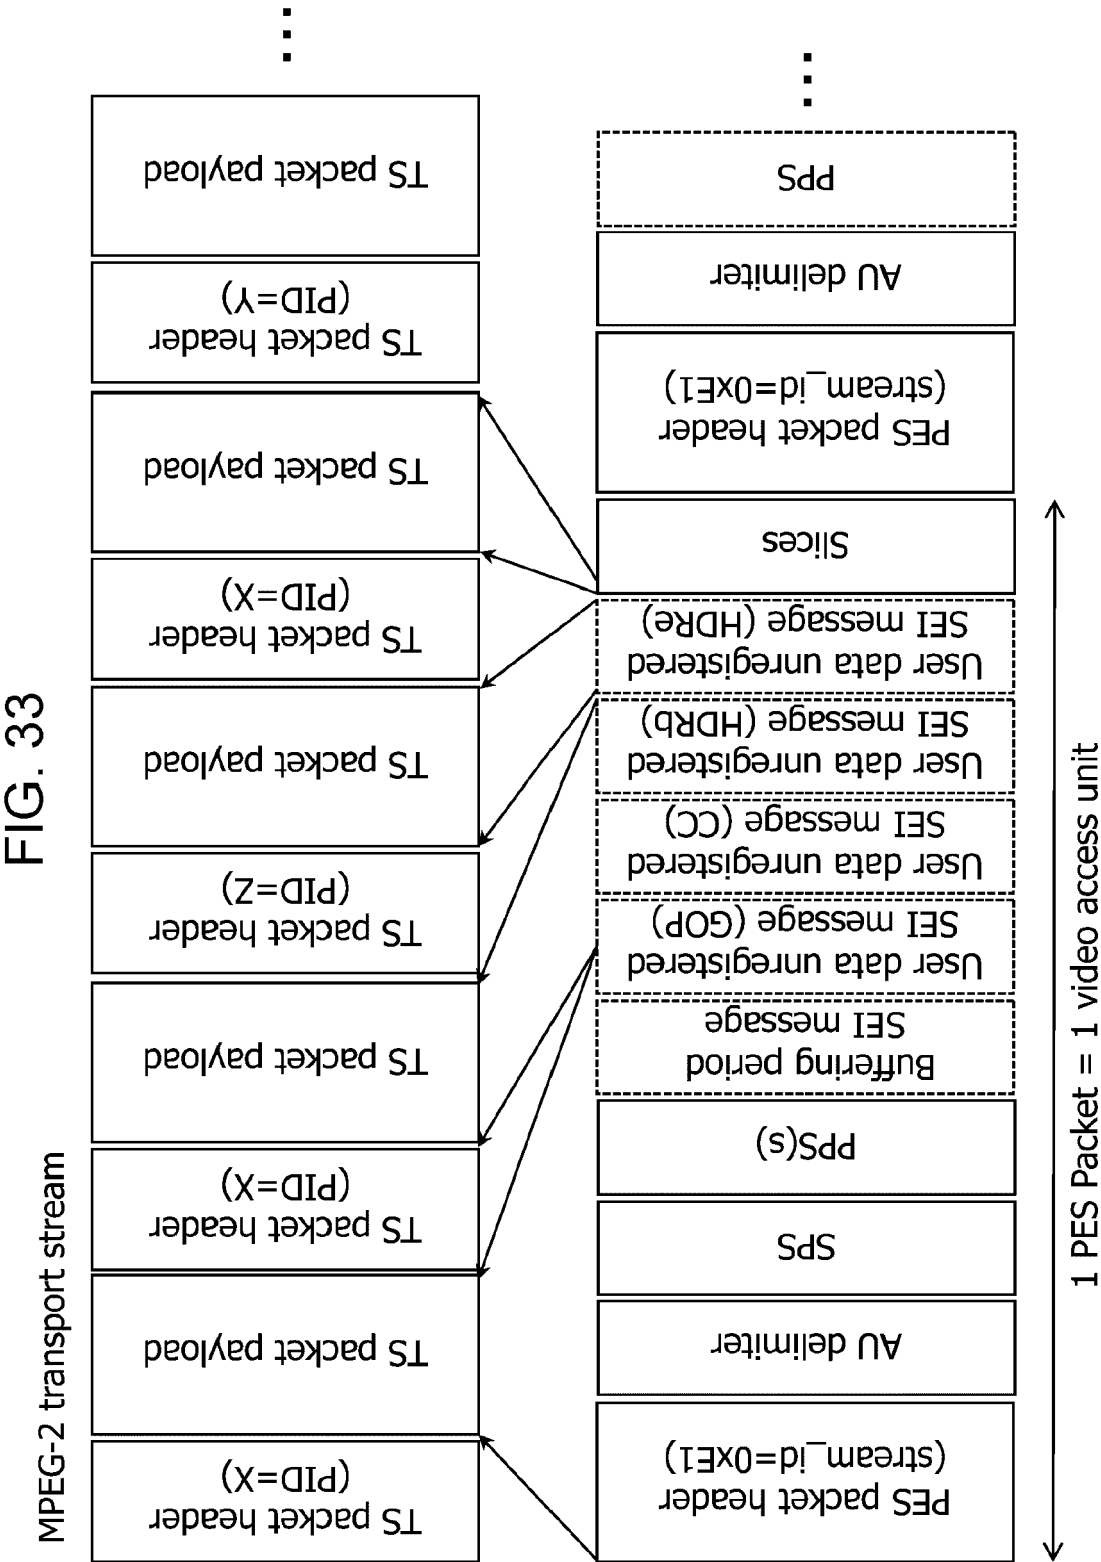 FIG. 33
MPEG-2 transport stream
TS packet header
(PID=X)
TS packet payload
TS packet header
(PID=X)
TS packet payload
TS packet header
(PID=Z)
TS packet payload
TS packet header
(PID=X)
TS packet payload
TS packet header
(PID=Y)
TS packet payload
...
PES packet header
(stream_id=0xE1)
AU delimiter
SPS
PPS(s)
Buffering period
SEI message
User data unregistered
SEI message (GOP)
User data unregistered
SEI message (CC)
User data unregistered
SEI message (HDRb)
User data unregistered
SEI message (HDRe)
Slices
PES packet header
(stream_id=0xE1)
AU delimiter
PPS
...
1 PES Packet = 1 video access unit